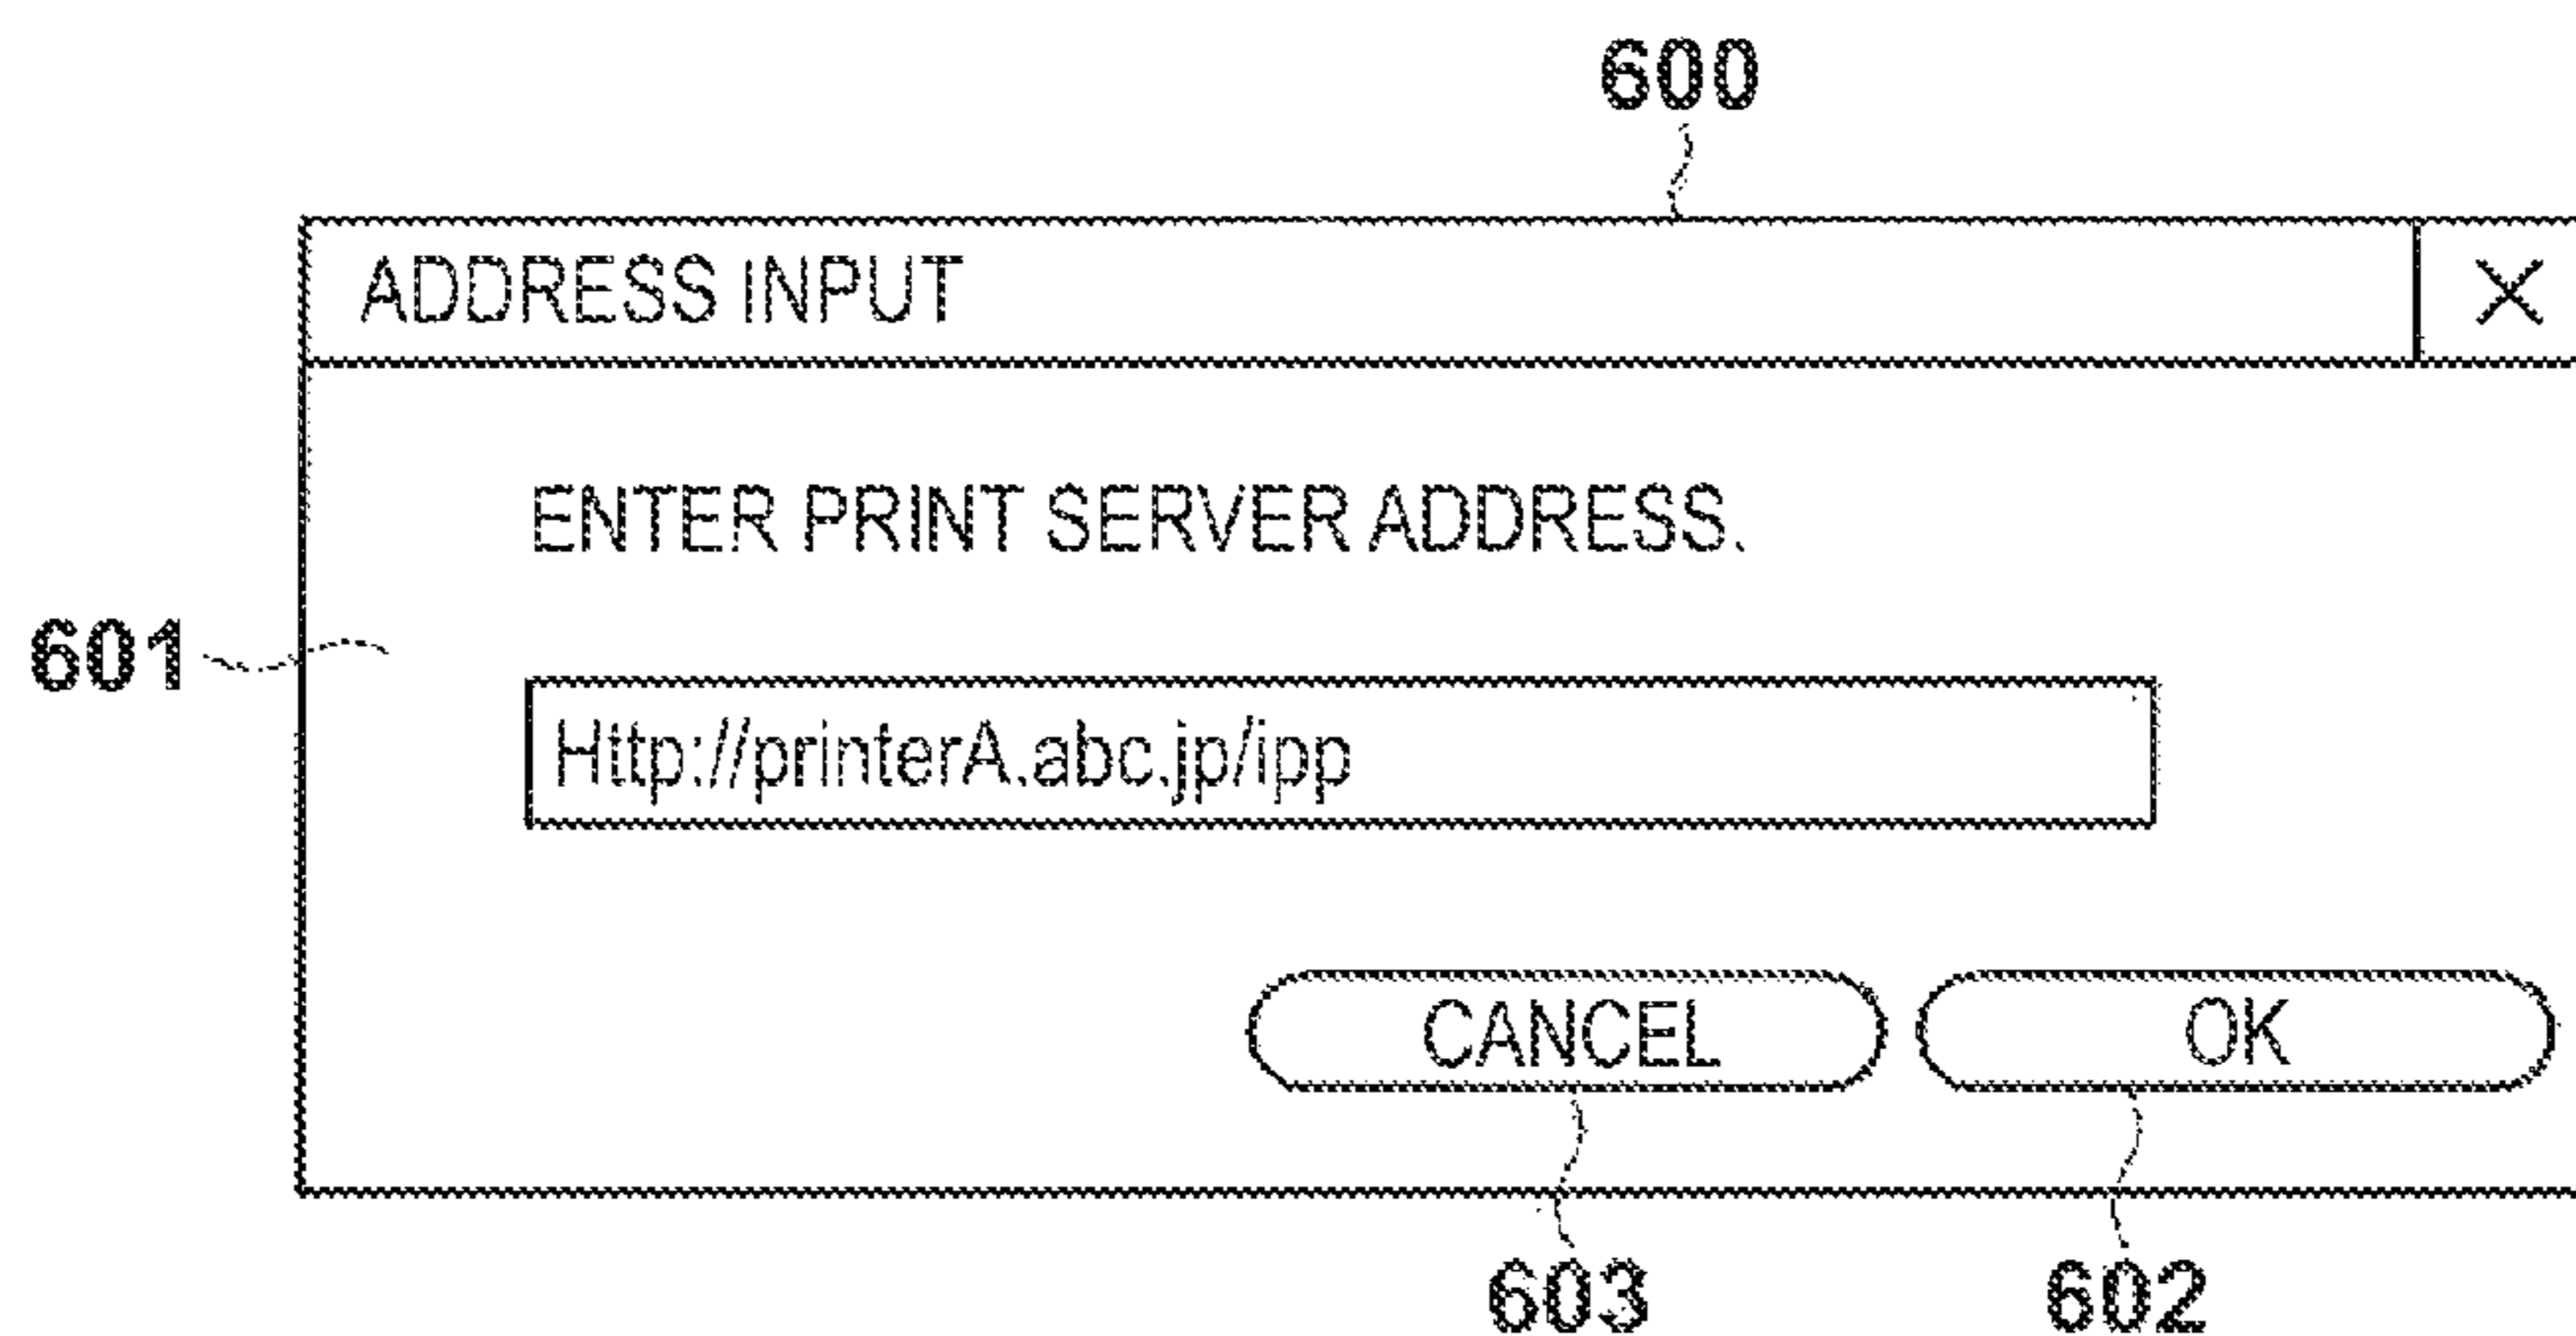 600
ADDRESS INPUT ×
ENTER PRINT SERVER ADDRESS.
601
Http://printerA.abc.jp/ipp
CANCEL OK
603 602